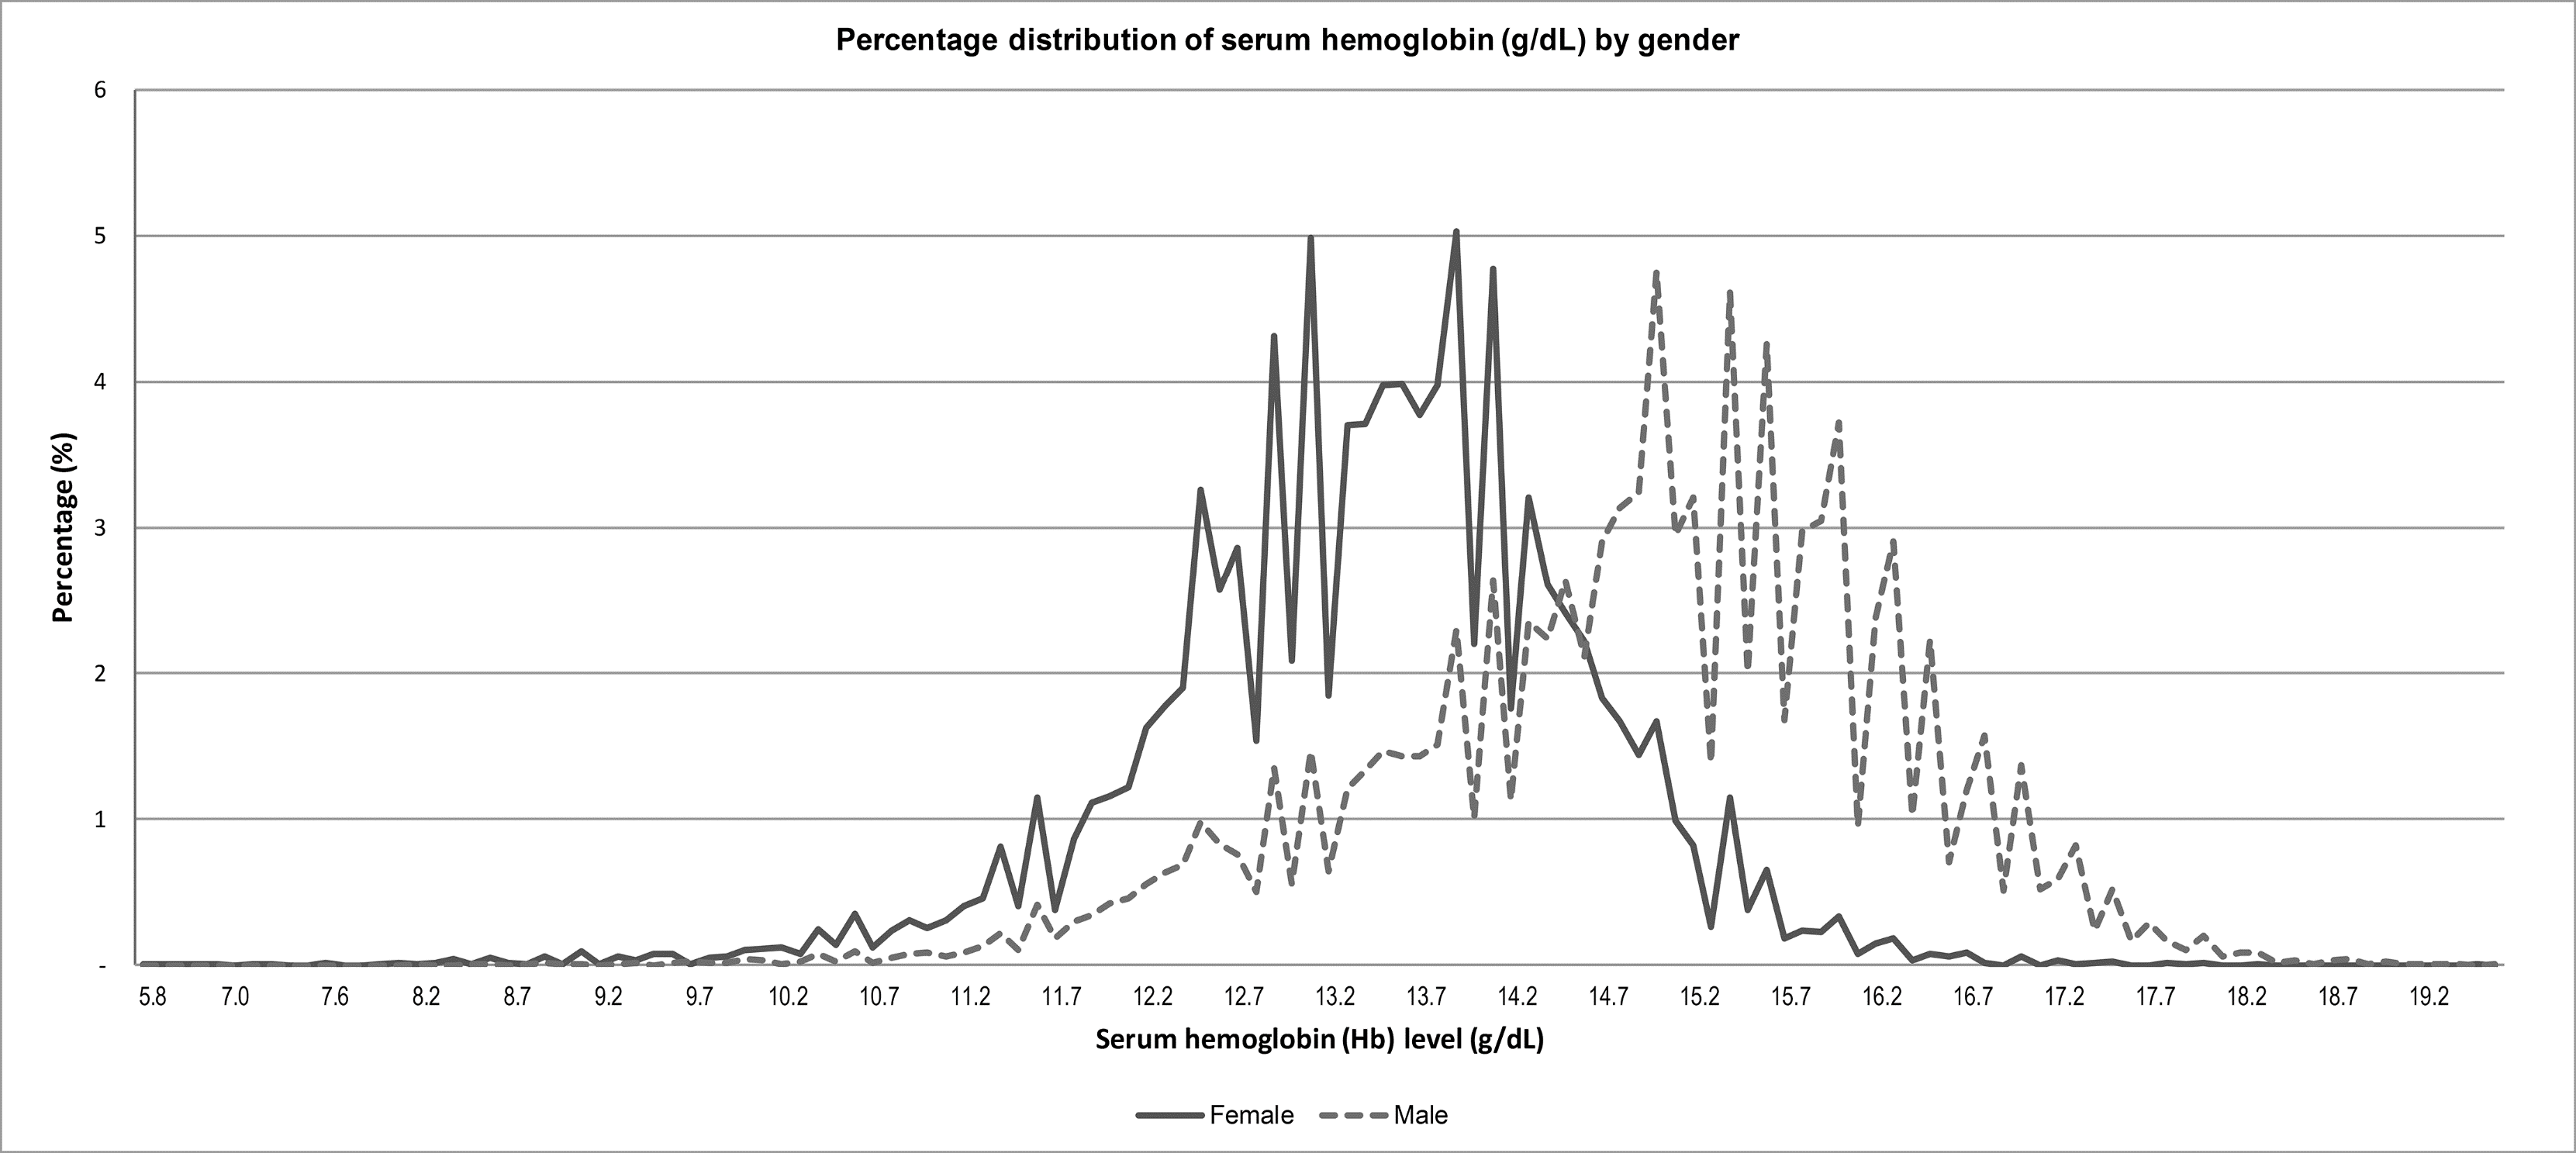 Percentage distribution of serum hemoglobin (g/dL) by gender
6
5
4
3
2
1
-
Percentage (%)
5.8 7.0 7.6 8.2 8.7 9.2 9.7 10.2 10.7 11.2 11.7 12.2 12.7 13.2 13.7 14.2 14.7 15.2 15.7 16.2 16.7 17.2 17.7 18.2 18.7 19.2
Serum hemoglobin (Hb) level (g/dL)
Female Male